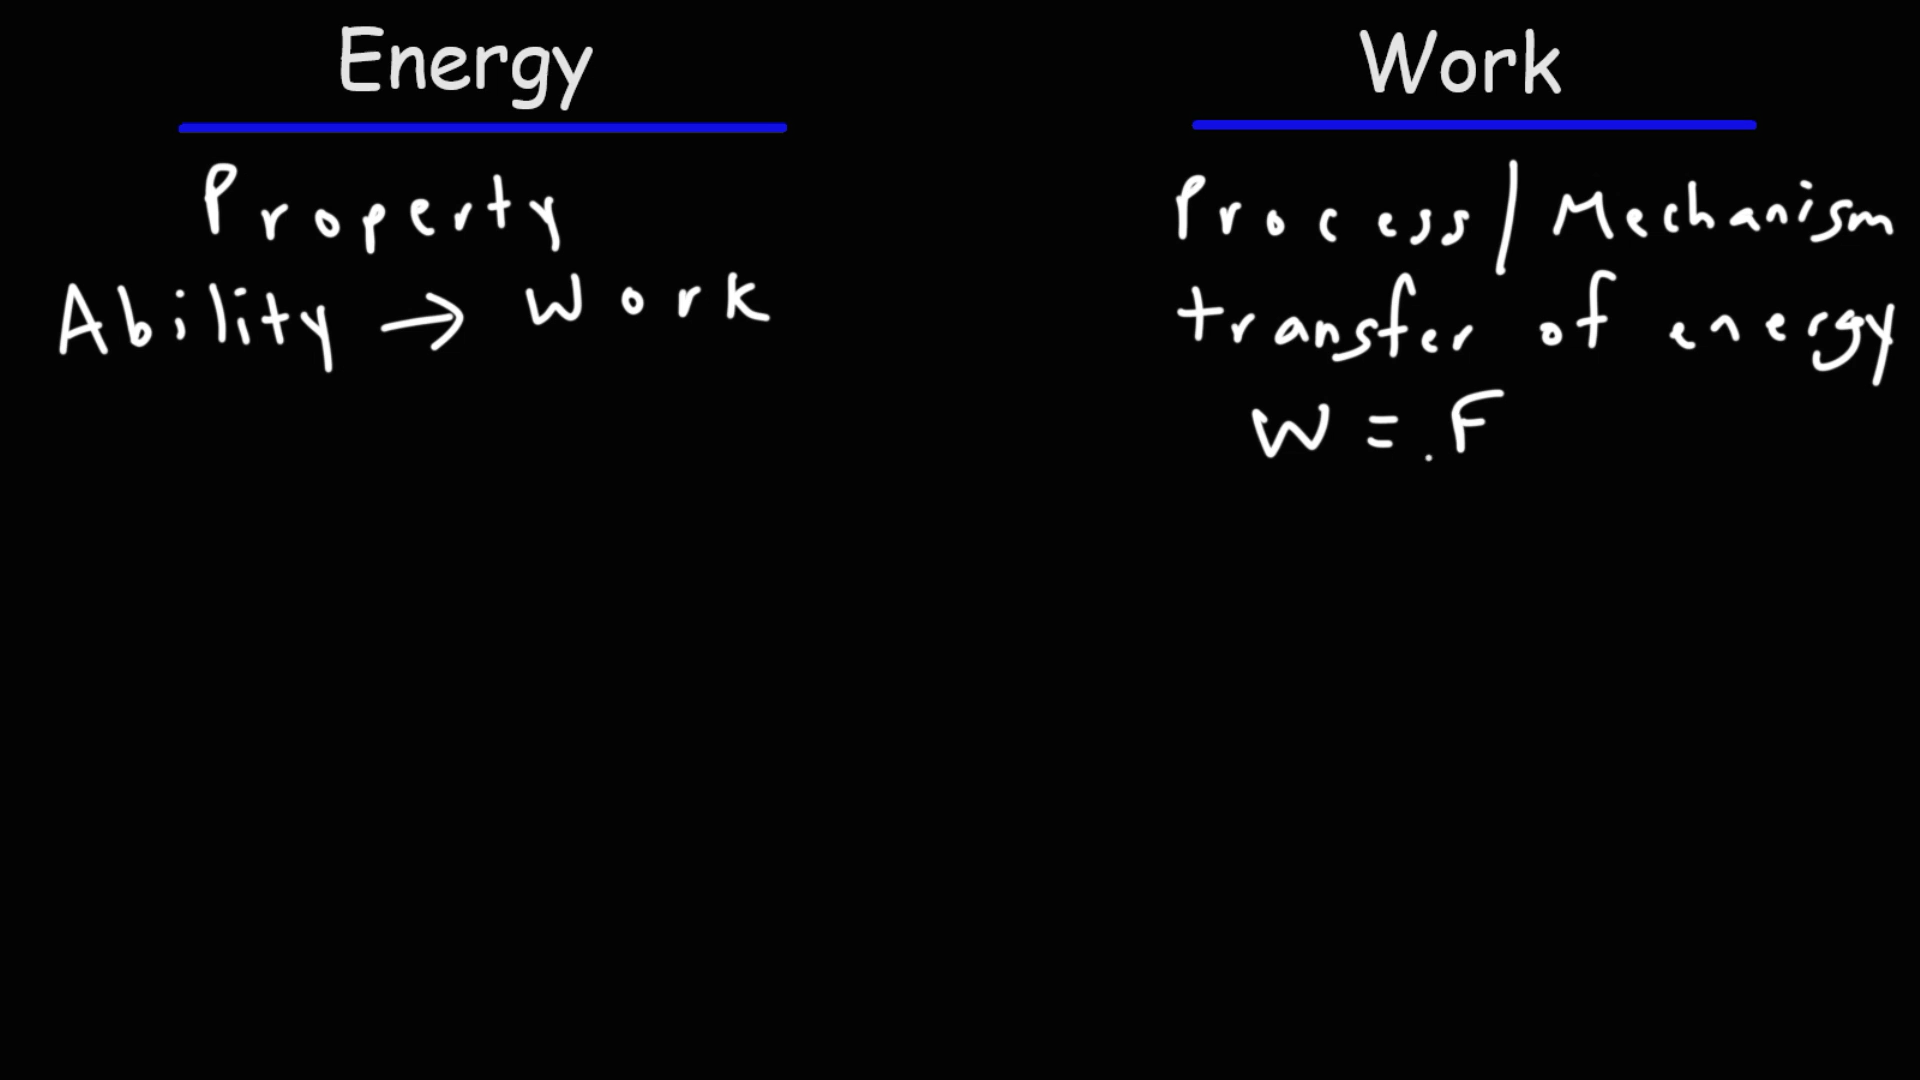 Energy
Property
Ability → Work
Work
Process/Mechanism
transfer of energy
W = F